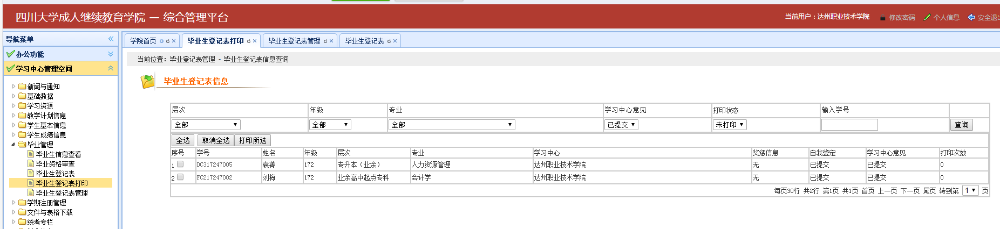 四川大学成人继续教育学院 — 综合管理平台
当前用户：达州职业技术学院 修改密码 个人信息 安全退出
导航菜单
办公功能
学习中心管理空间
新闻与通知
基础数据
学习资源
教学计划信息
学生基本信息
学生成绩信息
毕业管理
毕业生信息查看
毕业资格审查
毕业生登记表
毕业生登记表打印
毕业生登记表管理
学期注册管理
文件与表格下载
统考专栏
学院首页 毕业生登记表打印 毕业生登记表管理 毕业生登记表
当前位置：毕业登记表管理 - 毕业生登记表信息查询
毕业生登记表信息
层次 年级 专业 学习中心意见 打印状态 输入学号
全部 全部 全部 已提交 未打印 查询
全选 取消全选 打印所选
序号 学号 姓名 年级 层次 专业 学习中心 奖惩信息 自我鉴定 学习中心意见 打印次数
1 DC317247005 袁菁 172 专升本（业余） 人力资源管理 达州职业技术学院 无 已提交 已提交 0
2 FC217247002 刘梅 172 业余高中起点专科 会计学 达州职业技术学院 无 已提交 已提交 0
每页30行 共2行 第1页 共1页 首页 上一页 下一页 尾页 转到第 1 页